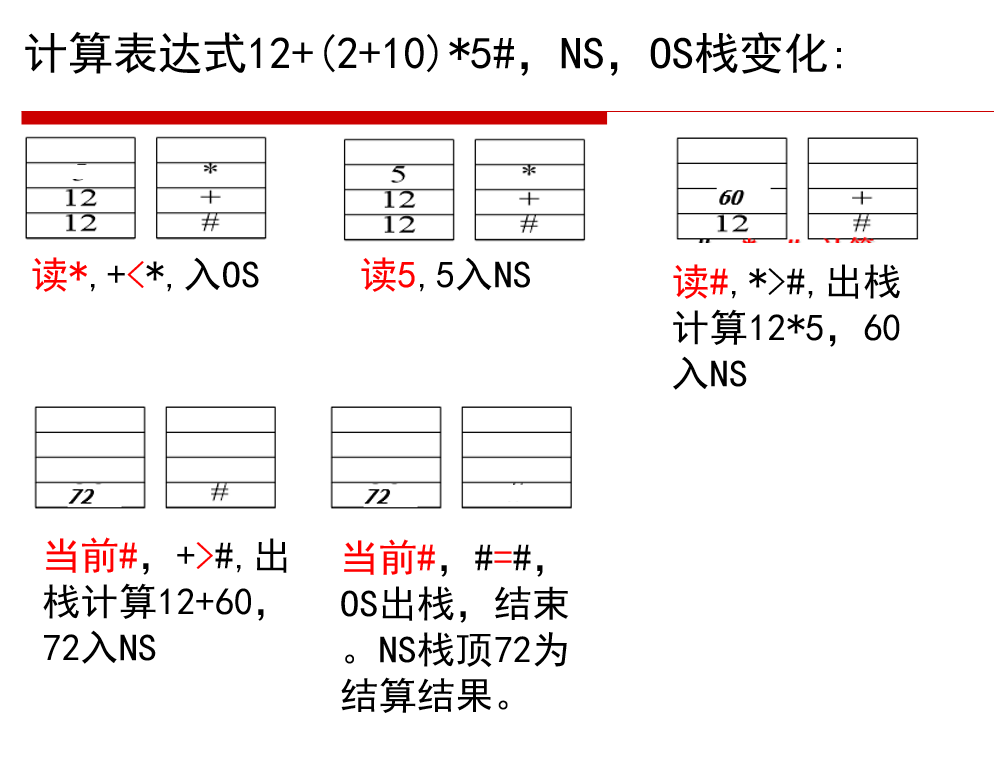 计算表达式12+(2+10)*5#，NS，OS栈变化:
*
12 +
12 #
读*,+<*,入OS
5 *
12 +
12 #
读5,5入NS
60 +
12 #
读#,*>#,出栈
计算12*5，60
入NS
72 #
当前#，+>#,出
栈计算12+60，
72入NS
72
当前#，#=#，
OS出栈，结束
。NS栈顶72为
结算结果。